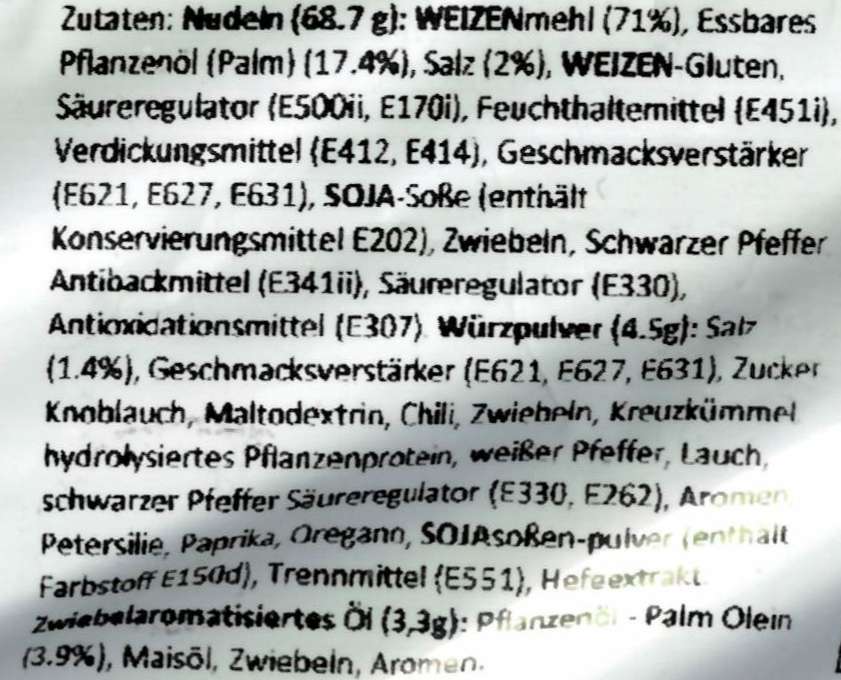 Zutaten: Nudeln (68.7 g): WEIZENmehl (71%), Essbares
Pflanzenöl (Palm) (17.4%), Salz (2%), WEIZEN-Gluten,
Säureregulator (E500ii, E170i), Feuchthaltemittel (E451i),
Verdickungsmittel (E412, E414), Geschmacksverstärker
(E621, E627, E631), SOJA-Soße (enthält
Konservierungsmittel E202), Zwiebeln, Schwarzer Pfeffer
Antibackmittel (E341ii), Säureregulator (E330),
Antioxidationsmittel (E307). Würzpulver (4.5g): Salz
(1.4%), Geschmacksverstärker (E621, E627, E631), Zucker
Knoblauch, Maltodextrin, Chili, Zwiebeln, Kreuzkümmel
hydrolysiertes Pflanzenprotein, weißer Pfeffer, Lauch,
schwarzer Pfeffer Säureregulator (E330, E262), Aromen
Petersilie, Paprika, Oregano, SOJAsoßen-pulver (enthält
Farbstoff E150d), Trennmittel (E551), Hefeextrakt.
Zwiebelaromatisiertes Öl (3,3g): Pflanzenöl - Palm Olein
(3.9%), Maisöl, Zwiebeln, Aromen.